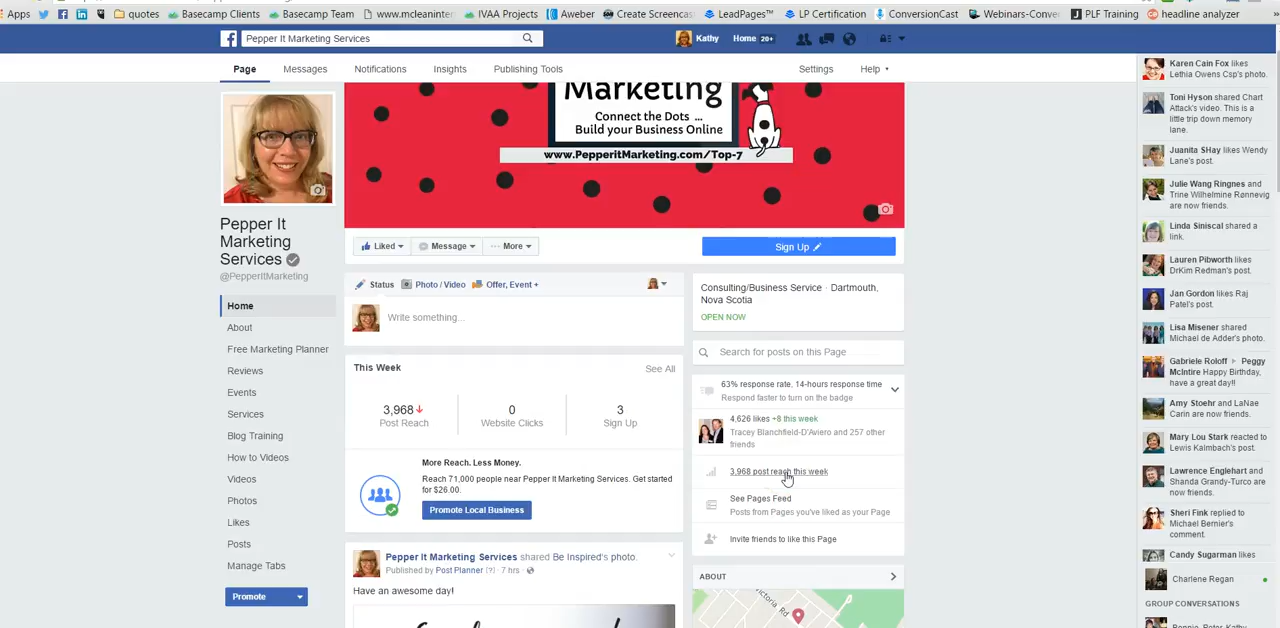 Apps
quotes
Basecamp Clients
Basecamp Team
www.mcleaninter
IVAA Projects
Aweber
Create Screencas
LeadPages™
LP Certification
ConversionCast
Webinars-Conve
PLF Training
headline analyzer
»
Pepper It Marketing Services
Kathy
Home 20+
Page
Messages
Notifications
Insights
Publishing Tools
Settings
Help
Marketing
Connect the Dots ...
Build your Business Online
www.PepperitMarketing.com/Top-7
Pepper It
Marketing
Services
@PepperItMarketing
Liked
Message
More
Sign Up
Home
About
Free Marketing Planner
Reviews
Events
Services
Blog Training
How to Videos
Videos
Photos
Likes
Posts
Manage Tabs
Promote
Status
Photo / Video
Offer, Event +
Write something...
This Week
See All
3,968
Post Reach
0
Website Clicks
3
Sign Up
More Reach. Less Money.
Reach 71,000 people near Pepper It Marketing Services. Get started
for $26.00.
Promote Local Business
Pepper It Marketing Services shared Be Inspired's photo.
Published by Post Planner [?] · 7 hrs ·
Have an awesome day!
Consulting/Business Service · Dartmouth,
Nova Scotia
OPEN NOW
Search for posts on this Page
63% response rate, 14-hours response time
Respond faster to turn on the badge
4,626 likes +8 this week
Tracey Blanchfield-D'Aviero and 257 other
friends
3,968 post reach this week
See Pages Feed
Posts from Pages you've liked as your Page
Invite friends to like this Page
ABOUT
Victoria Rd
Karen Cain Fox likes
Lethia Owens Csp's photo.
Toni Hyson shared Chart
Attack's video. This is a
little trip down memory
lane.
Juanita SHay likes Wendy
Lane's post.
Julie Wang Ringnes and
Trine Wilhelmine Rønnevig
are now friends.
Linda Siniscal shared a
link.
Lauren Pibworth likes
DrKim Redman's post.
Jan Gordon likes Raj
Patel's post.
Lisa Misener shared
Michael de Adder's photo.
Gabriele Roloff ▸ Peggy
McIntire Happy Birthday,
have a great day!!
Amy Stoehr and LaNae
Carin are now friends.
Mary Lou Stark reacted to
Lewis Kalmbach's post.
Lawrence Englehart and
Shanda Grandy-Turco are
now friends.
Sheri Fink replied to
Michael Bernier's
comment.
Candy Sugarman likes
Charlene Regan
GROUP CONVERSATIONS
Bonnie, Peter, Kathy